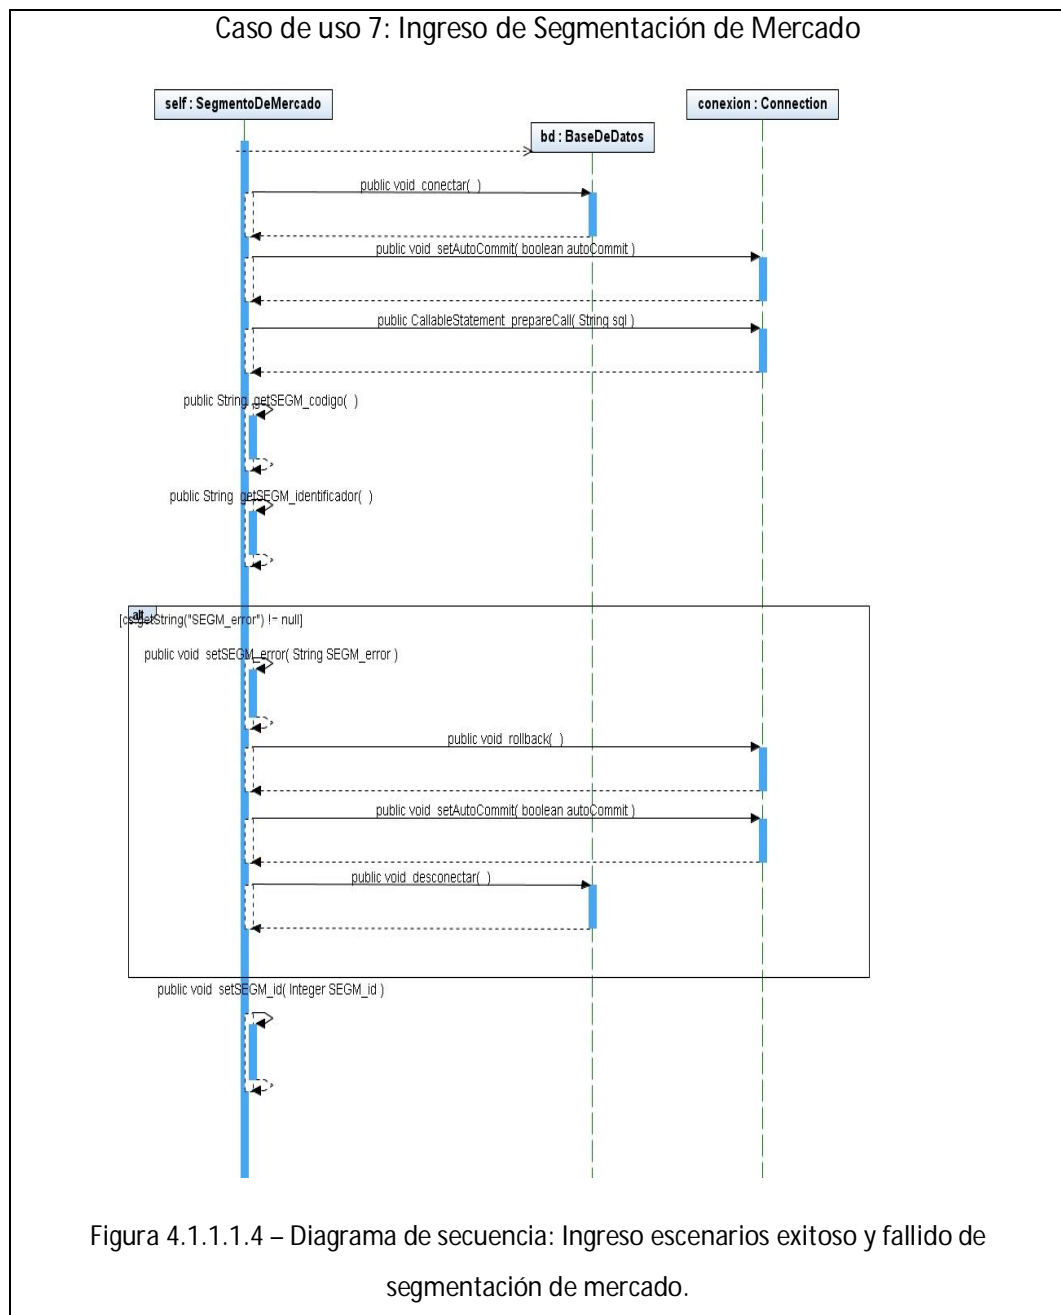 Caso de uso 7: Ingreso de Segmentación de Mercado
self : SegmentoDeMercado
conexion : Connection
bd : BaseDeDatos
public void conectar( )
public void setAutoCommit( boolean autoCommit )
public CallableStatement prepareCall( String sql )
public String getSEGM_codigo( )
public String getSEGM_identificador( )
alt
[cs.getString("SEGM_error") != null]
public void setSEGM_error( String SEGM_error )
public void rollback( )
public void setAutoCommit( boolean autoCommit )
public void desconectar( )
public void setSEGM_id( Integer SEGM_id )
Figura 4.1.1.1.4 – Diagrama de secuencia: Ingreso escenarios exitoso y fallido de
segmentación de mercado.